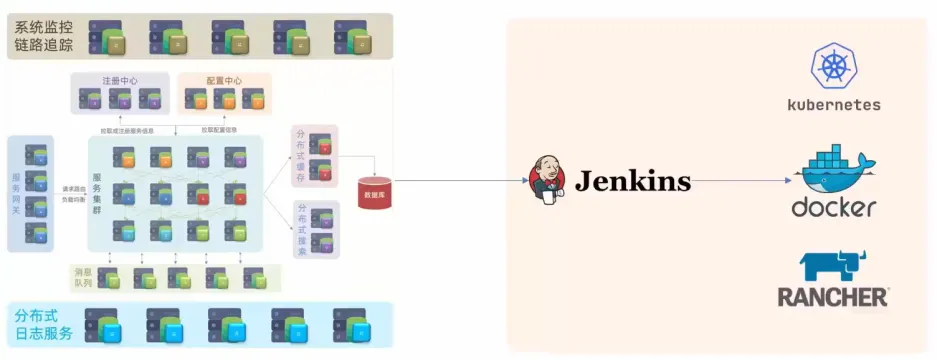 系统监控
链路追踪
注册中心
配置中心
拉取或注册服务信息
拉取配置信息
服务网关
请求路由
负载均衡
服务集群
分布式缓存
分布式搜索
数据库
消息
队列
分布式
日志服务
Jenkins
kubernetes
docker
RANCHER